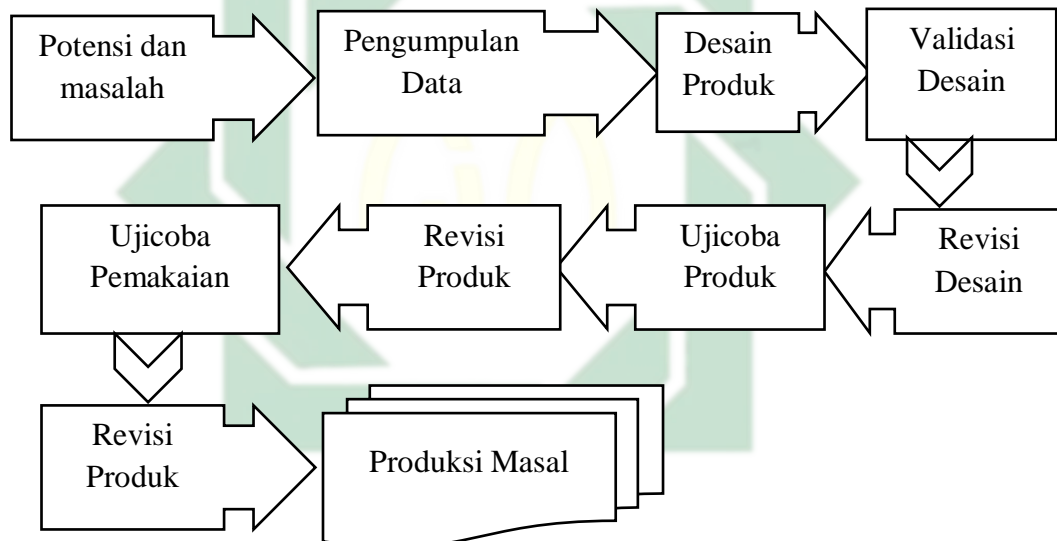 Potensi dan
masalah
Pengumpulan
Data
Desain
Produk
Validasi
Desain
Revisi
Desain
Ujicoba
Produk
Revisi
Produk
Ujicoba
Pemakaian
Revisi
Produk
Produksi Masal